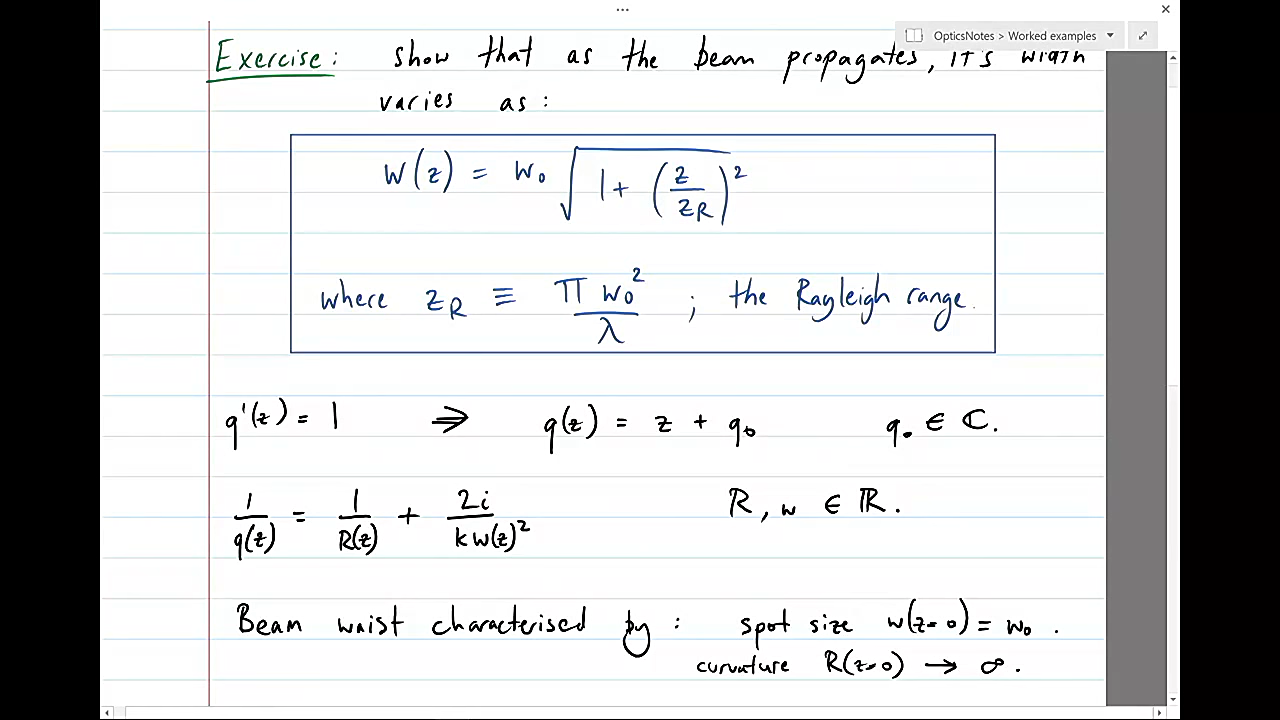 OpticsNotes > Worked examples
Exercise: show that as the beam propagates, it's width
varies as:
W(z) = W₀ √(1 + (z/z_R)²)
where z_R ≡ π w₀²/λ ; the Rayleigh range.
q'(z) = 1 ⇒ q(z) = z + q₀ q₀ ∈ ℂ.
1/q(z) = 1/R(z) + 2i/(k w(z)²) R, w ∈ ℝ.
Beam waist characterised by: spot size w(z=0) = w₀.
curvature R(z=0) → ∞.